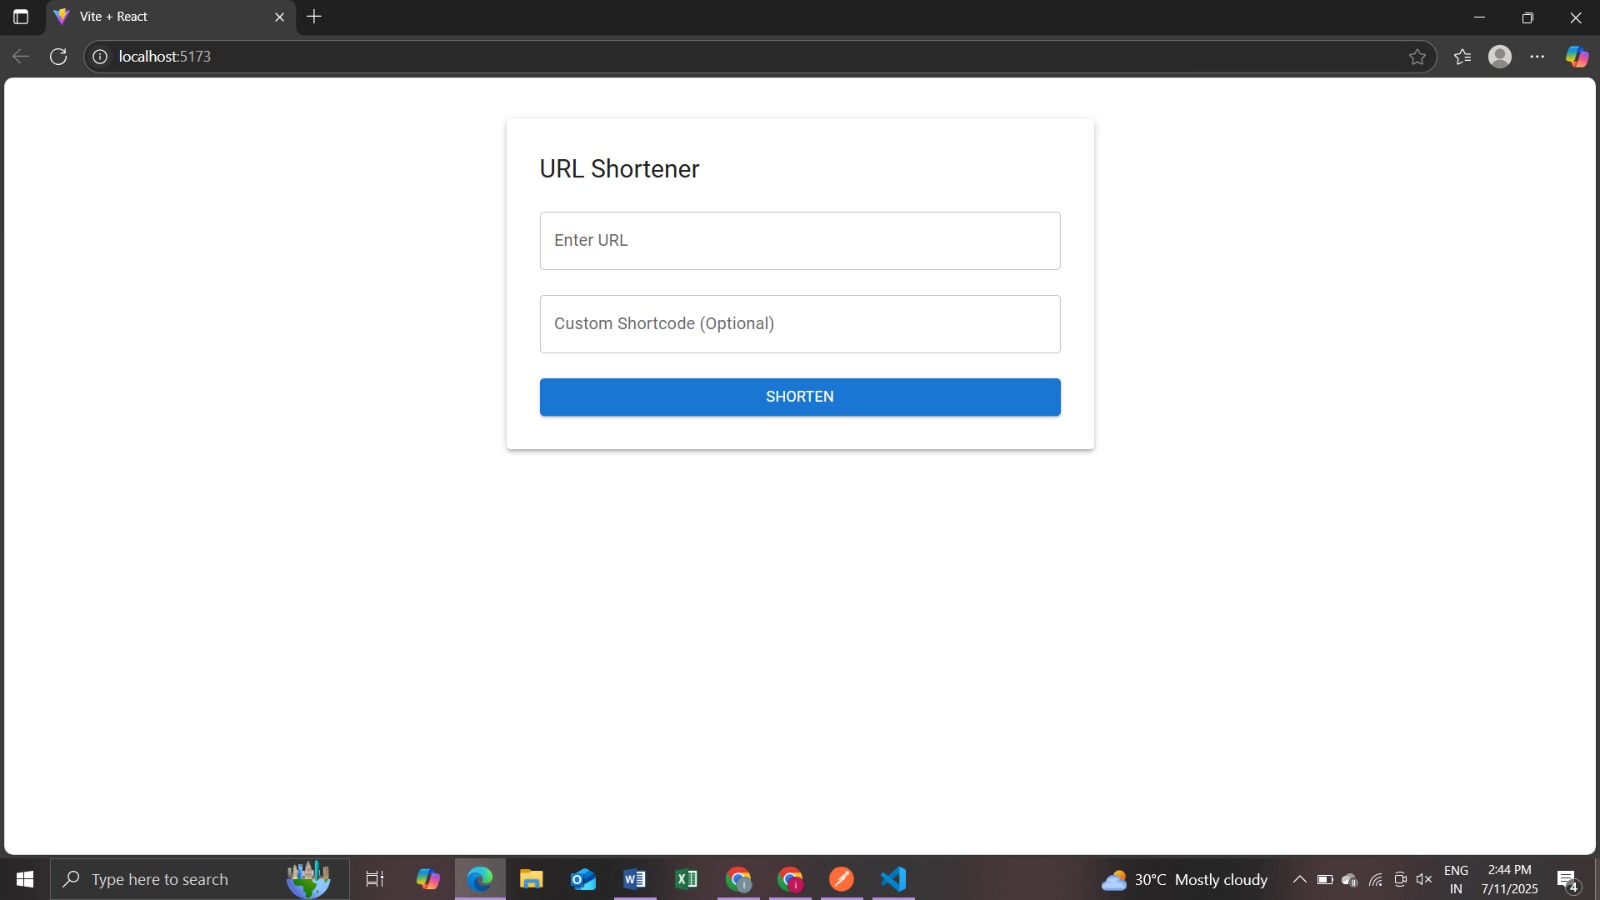 Vite + React
localhost:5173
URL Shortener
Enter URL
Custom Shortcode (Optional)
SHORTEN
Type here to search
30°C Mostly cloudy
ENG
IN
2:44 PM
7/11/2025
4